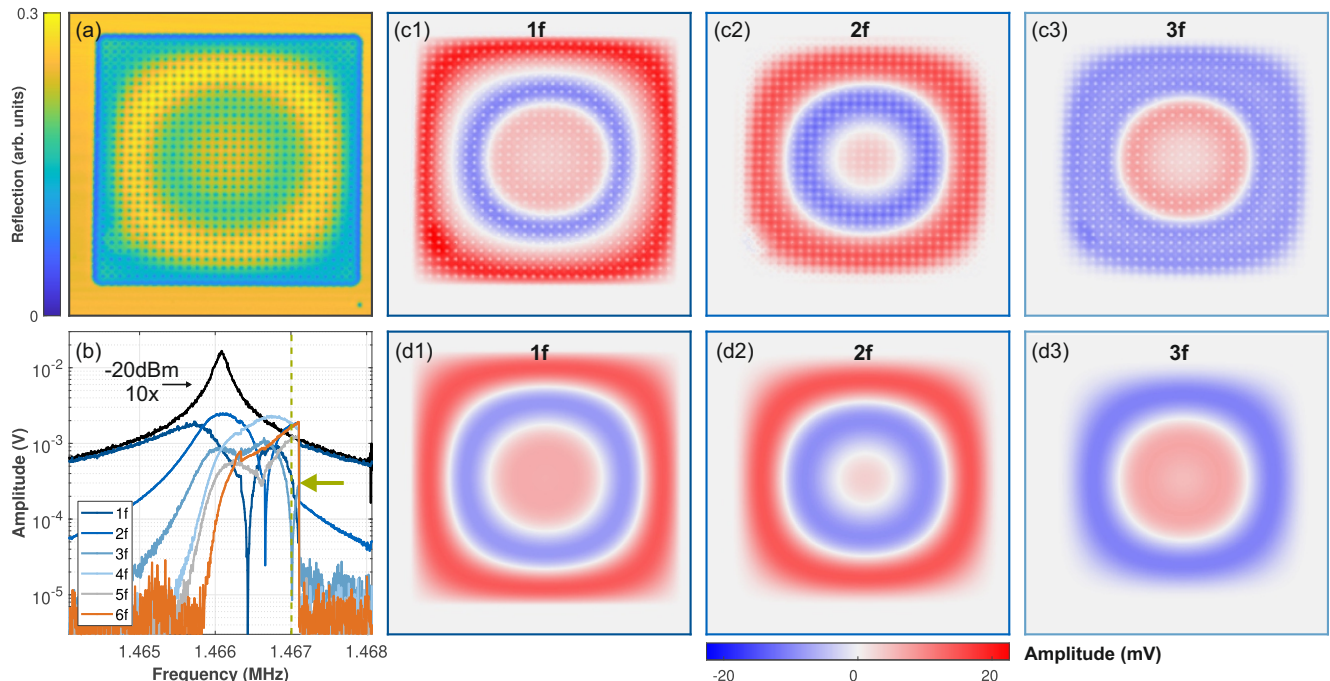 0.3
Reflection (arb. units)
0
(a)
(c1)
1f
(c2)
2f
(c3)
3f
(b)
-20dBm
10x
10⁻²
10⁻³
10⁻⁴
10⁻⁵
Amplitude (V)
1f
2f
3f
4f
5f
6f
1.465
1.466
1.467
1.468
Frequency (MHz)
(d1)
1f
(d2)
2f
(d3)
3f
-20
0
20
Amplitude (mV)